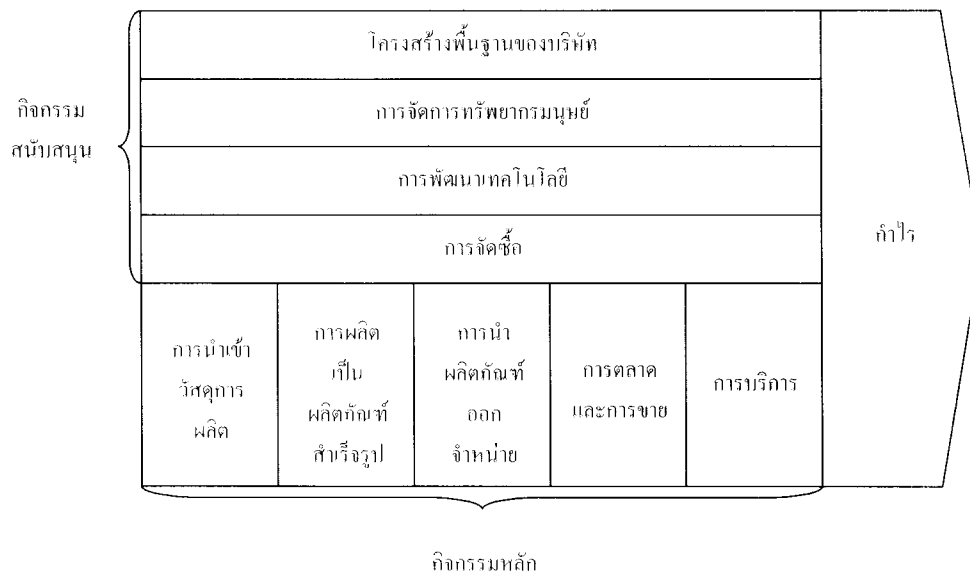 โครงสร้างพื้นฐานของบริษัท
กิจกรรม
สนับสนุน
การจัดการทรัพยากรมนุษย์
การพัฒนาเทคโนโลยี
การจัดซื้อ
กำไร
การนำเข้า
วัสดุการ
ผลิต
การผลิต
เป็น
ผลิตภัณฑ์
สำเร็จรูป
การนำ
ผลิตภัณฑ์
ออก
จำหน่าย
การตลาด
และการขาย
การบริการ
กิจกรรมหลัก